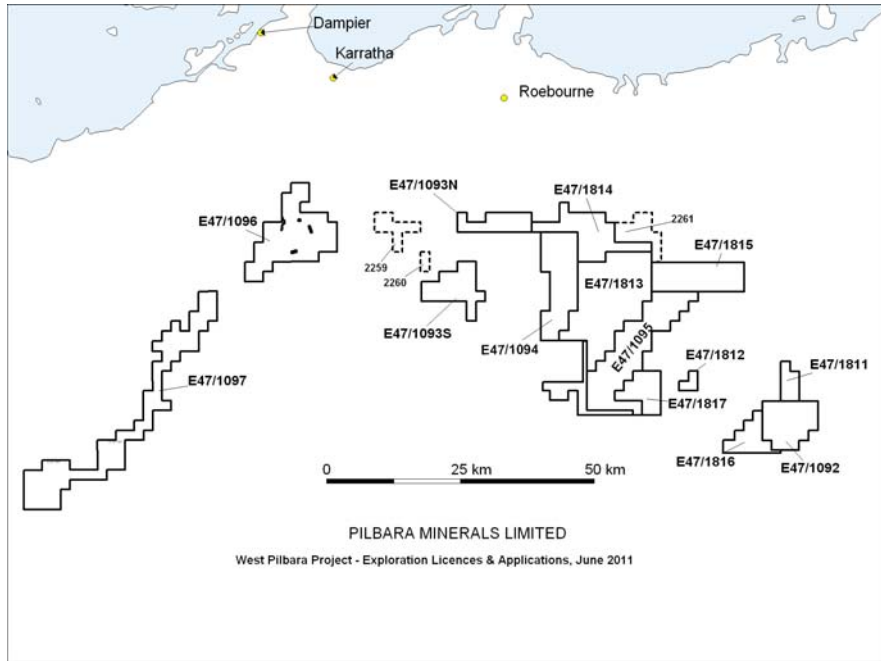 Dampier
Karratha
Roebourne
E47/1093N
E47/1814
E47/1096
2261
E47/1815
2259
2260
E47/1813
E47/1093S
E47/1094
E47/1095
E47/1812
E47/1811
E47/1097
E47/1817
E47/1816
E47/1092
0 25 km 50 km
PILBARA MINERALS LIMITED
West Pilbara Project - Exploration Licences & Applications, June 2011